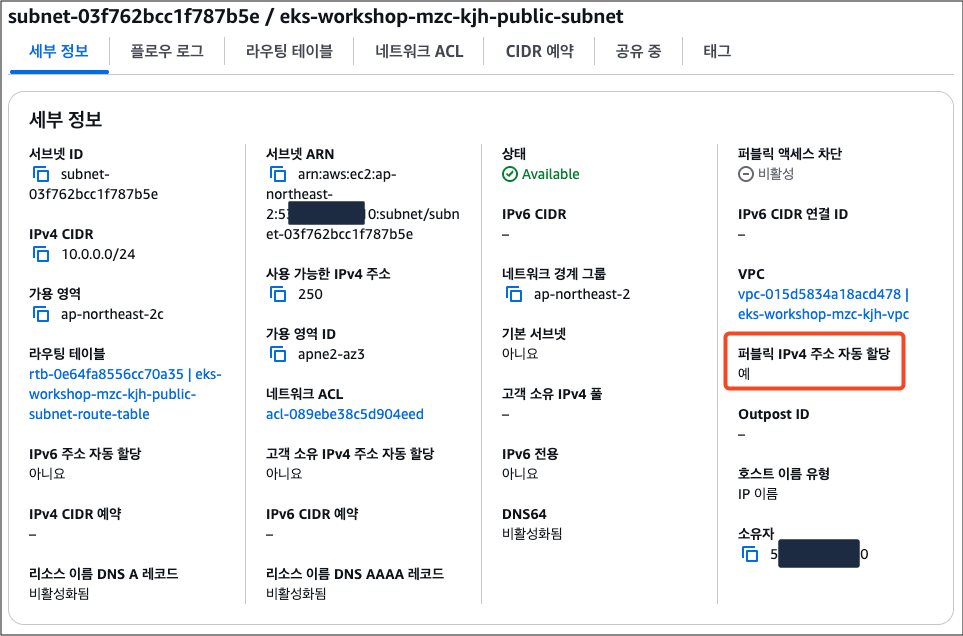 subnet-03f762bcc1f787b5e / eks-workshop-mzc-kjh-public-subnet
세부 정보
플로우 로그
라우팅 테이블
네트워크 ACL
CIDR 예약
공유 중
태그
세부 정보
서브넷 ID
subnet-
03f762bcc1f787b5e
IPv4 CIDR
10.0.0.0/24
가용 영역
ap-northeast-2c
라우팅 테이블
rtb-0e64fa8556cc70a35 | eks-
workshop-mzc-kjh-public-
subnet-route-table
IPv6 주소 자동 할당
아니요
IPv4 CIDR 예약
–
리소스 이름 DNS A 레코드
비활성화됨
서브넷 ARN
arn:aws:ec2:ap-
northeast-
2:5 0:subnet/subn
et-03f762bcc1f787b5e
사용 가능한 IPv4 주소
250
가용 영역 ID
apne2-az3
네트워크 ACL
acl-089ebe38c5d904eed
고객 소유 IPv4 주소 자동 할당
아니요
IPv6 CIDR 예약
–
리소스 이름 DNS AAAA 레코드
비활성화됨
상태
Available
IPv6 CIDR
–
네트워크 경계 그룹
ap-northeast-2
기본 서브넷
아니요
고객 소유 IPv4 풀
–
IPv6 전용
아니요
DNS64
비활성화됨
퍼블릭 액세스 차단
비활성
IPv6 CIDR 연결 ID
–
VPC
vpc-015d5834a18acd478 |
eks-workshop-mzc-kjh-vpc
퍼블릭 IPv4 주소 자동 할당
예
Outpost ID
–
호스트 이름 유형
IP 이름
소유자
5 0